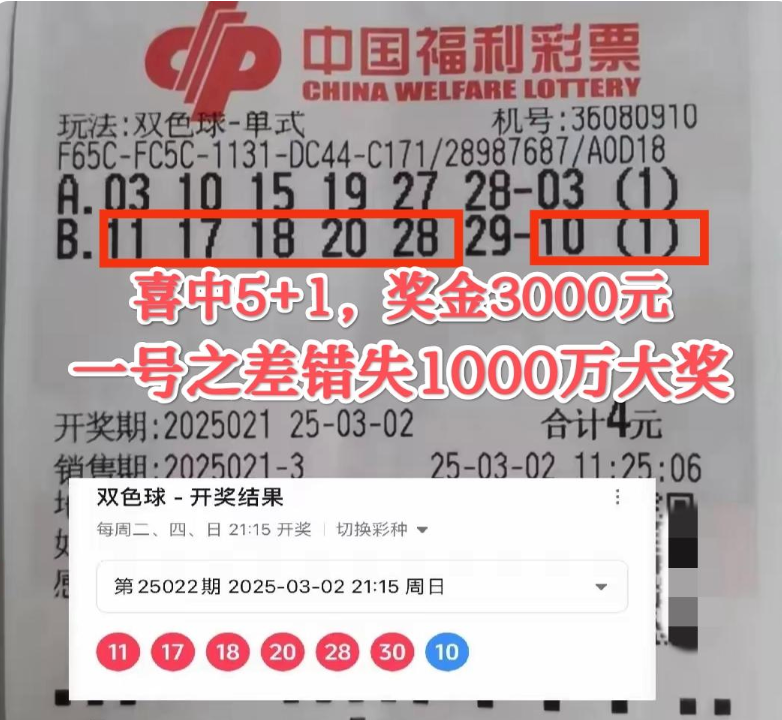 中国福利彩票
CHINA WELFARE LOTTERY
玩法:双色球-单式 机号:36080910
F65C-FC5C-1131-DC44-C171/28987687/A0D18
A.03 10 15 19 27 28-03 (1)
B.11 17 18 20 28 29-10 (1)
喜中5+1，奖金3000元
一号之差错失1000万大奖
开奖期:2025021 25-03-02 合计4元
销售期:2025021-3 25-03-02 11:25:06
双色球 - 开奖结果
每周二、四、日 21:15 开奖 切换彩种
第25022期 2025-03-02 21:15 周日
11 17 18 20 28 30 10